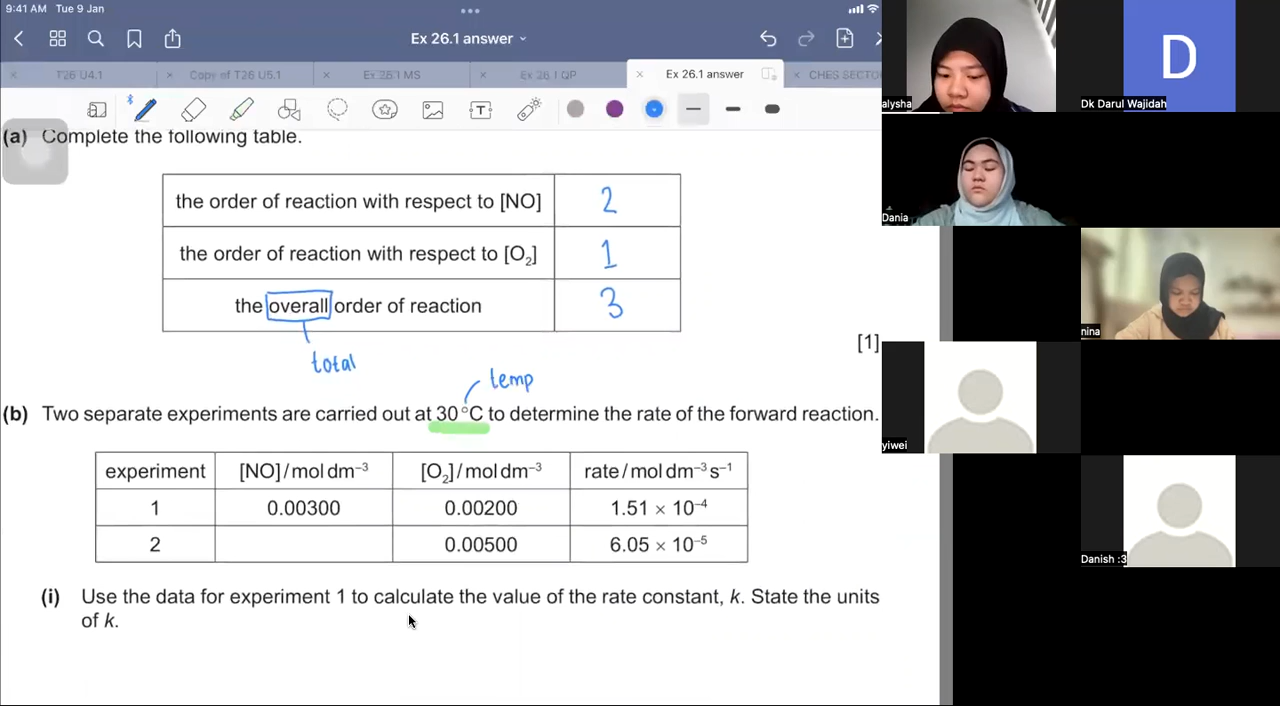 9:41 AM Tue 9 Jan
Ex 26.1 answer
T26 U4.1
Copy of T26 U5.1
Ex 26.1 MS
Ex 26.1 QP
Ex 26.1 answer
CHES SECTO
(a) Complete the following table.
the order of reaction with respect to [NO] 2
the order of reaction with respect to [O₂] 1
the overall order of reaction 3
total
[1]
temp
(b) Two separate experiments are carried out at 30 °C to determine the rate of the forward reaction.
experiment [NO]/mol dm⁻³ [O₂]/mol dm⁻³ rate/mol dm⁻³ s⁻¹
1 0.00300 0.00200 1.51 × 10⁻⁴
2 0.00500 6.05 × 10⁻⁵
(i) Use the data for experiment 1 to calculate the value of the rate constant, k. State the units
of k.
alysha
D
Dk Darul Wajidah
Dania
nina
yiwei
Danish :3